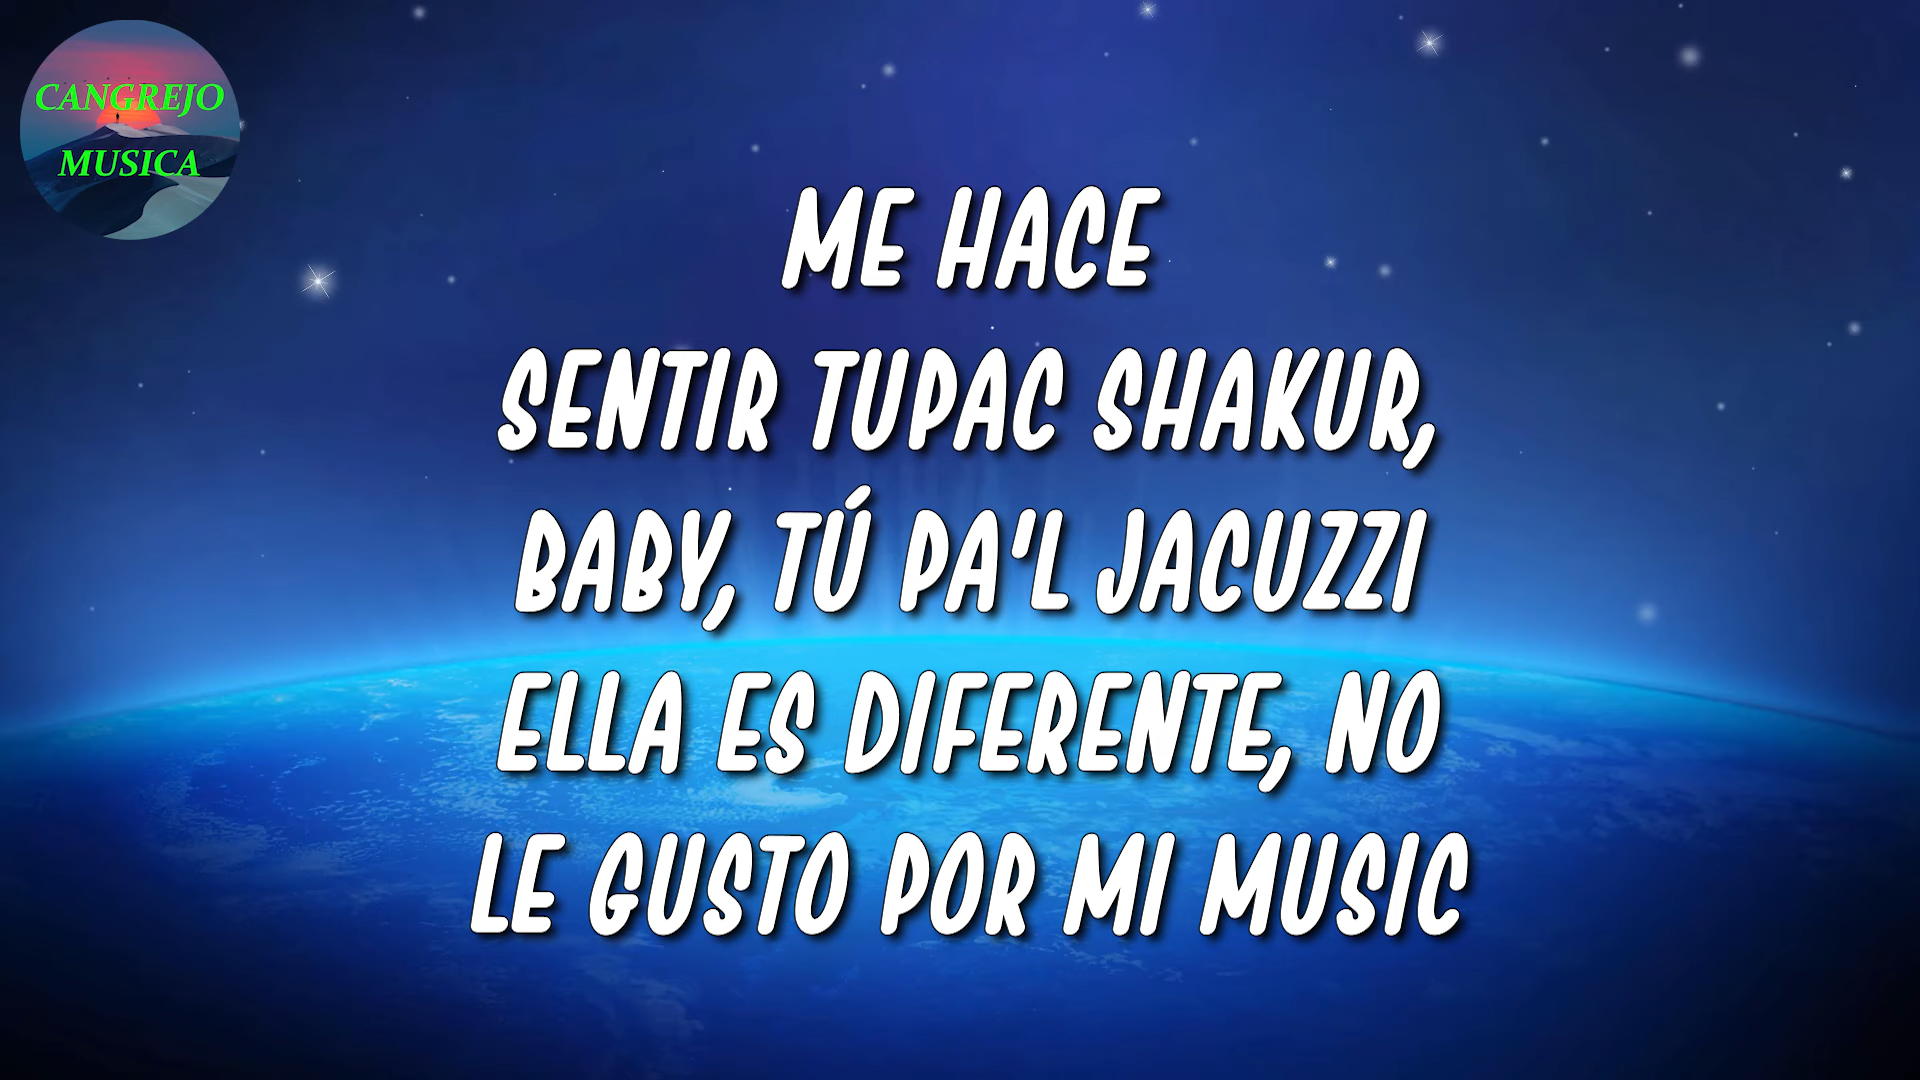 CANGREJO
MUSICA
ME HACE
SENTIR TUPAC SHAKUR,
BABY, TÚ PA'L JACUZZI
ELLA ES DIFERENTE, NO
LE GUSTO POR MI MUSIC